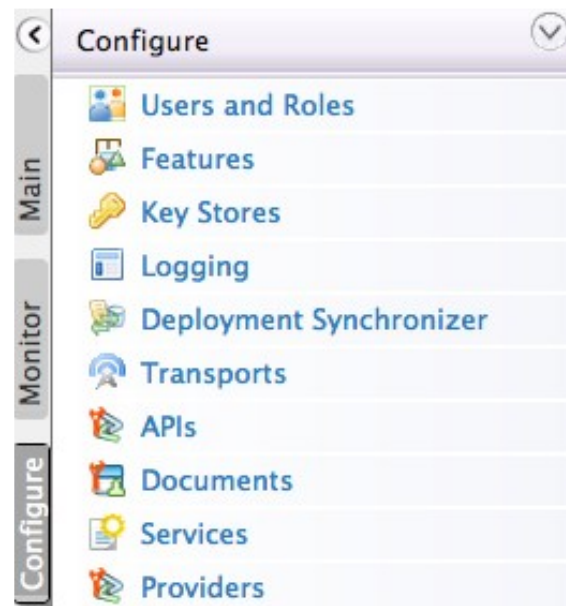 Configure
Users and Roles
Features
Key Stores
Logging
Deployment Synchronizer
Transports
APIs
Documents
Services
Providers
Main
Monitor
Configure